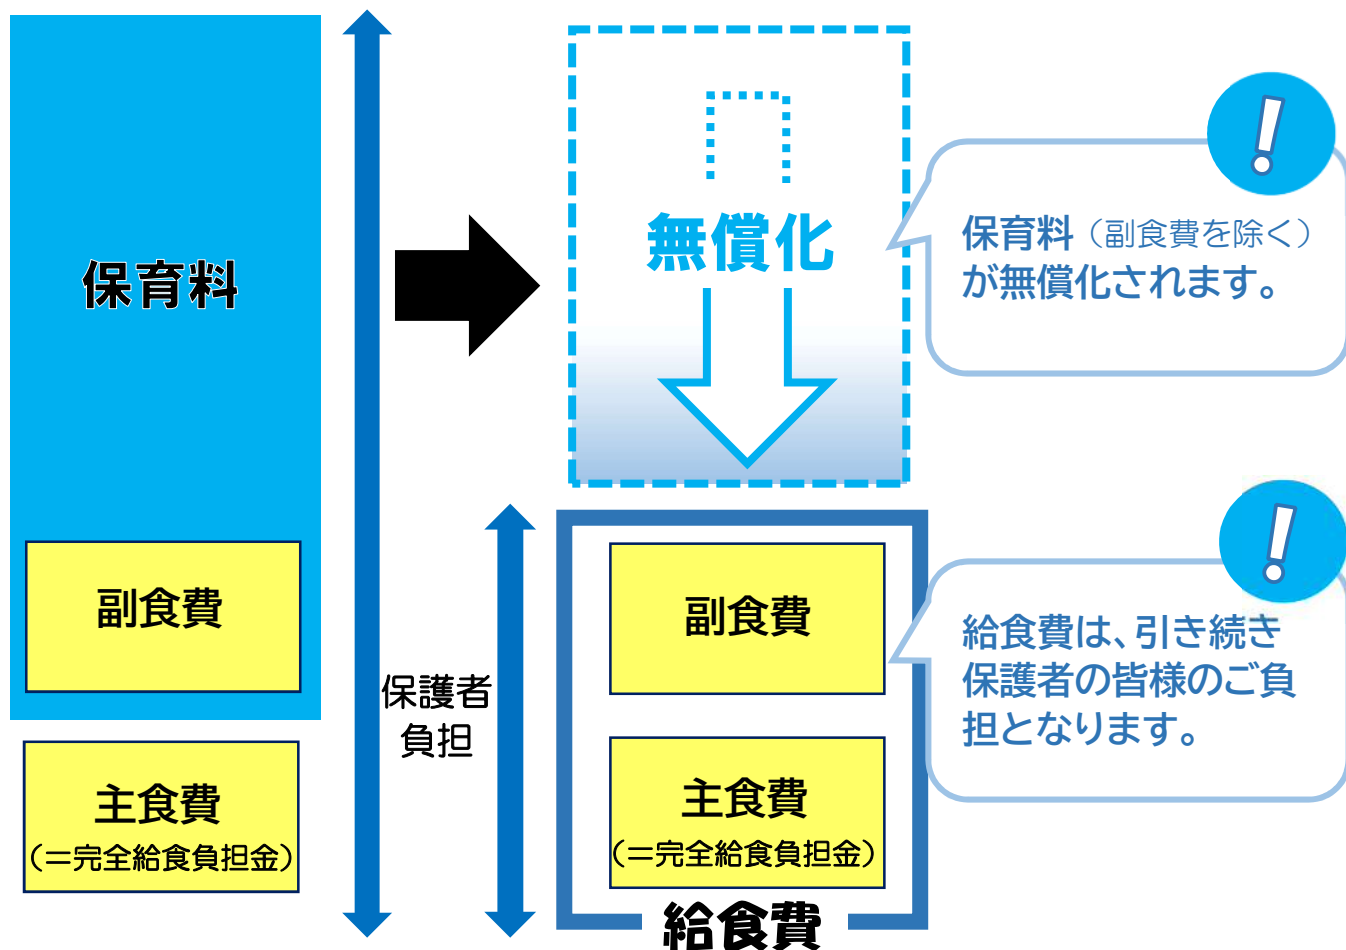 保育料
副食費
主食費
（＝完全給食負担金）
保護者
負担
無償化
副食費
主食費
（＝完全給食負担金）
給食費
保育料（副食費を除く）
が無償化されます。
給食費は、引き続き
保護者の皆様のご負
担となります。